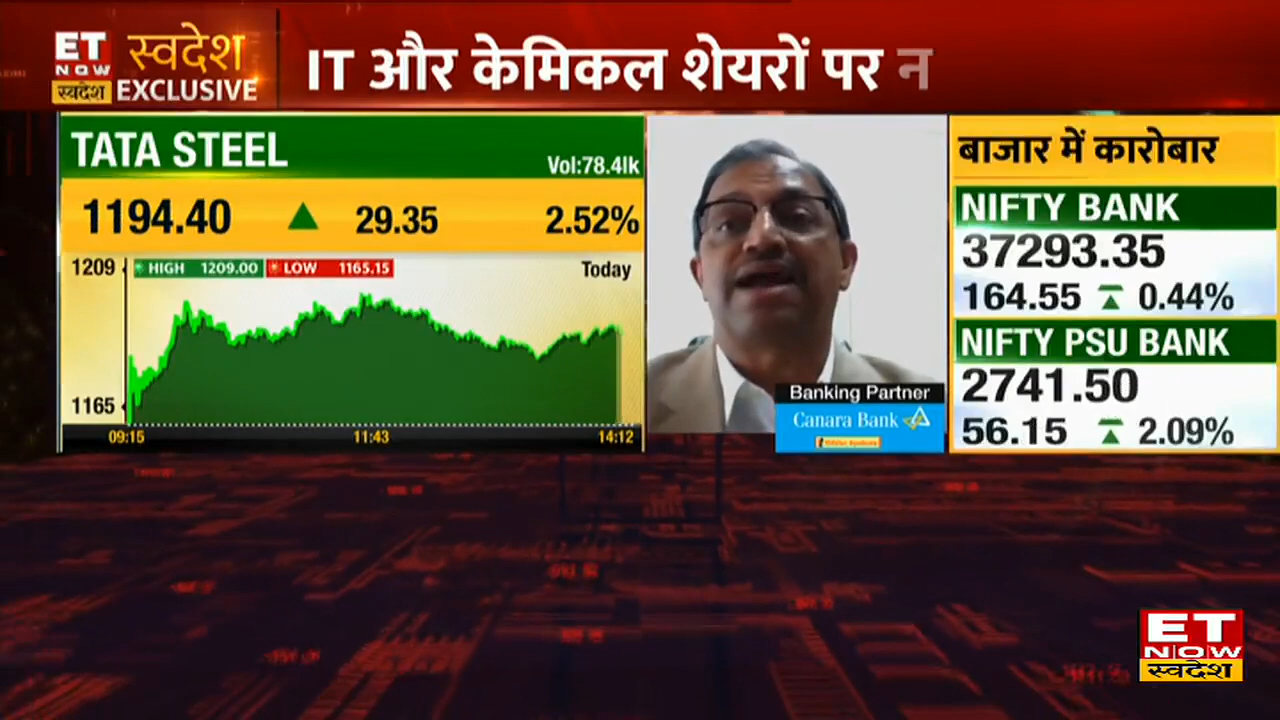 ET NOW स्वदेश
स्वदेश EXCLUSIVE
IT और केमिकल शेयरों पर न
TATA STEEL
Vol:78.4lk
1194.40 ▲ 29.35 2.52%
1209
HIGH 1209.00 LOW 1165.15
Today
1165
09:15 11:43 14:12
Banking Partner
Canara Bank
बाजार में कारोबार
NIFTY BANK
37293.35
164.55 0.44%
NIFTY PSU BANK
2741.50
56.15 2.09%
ET
NOW
स्वदेश